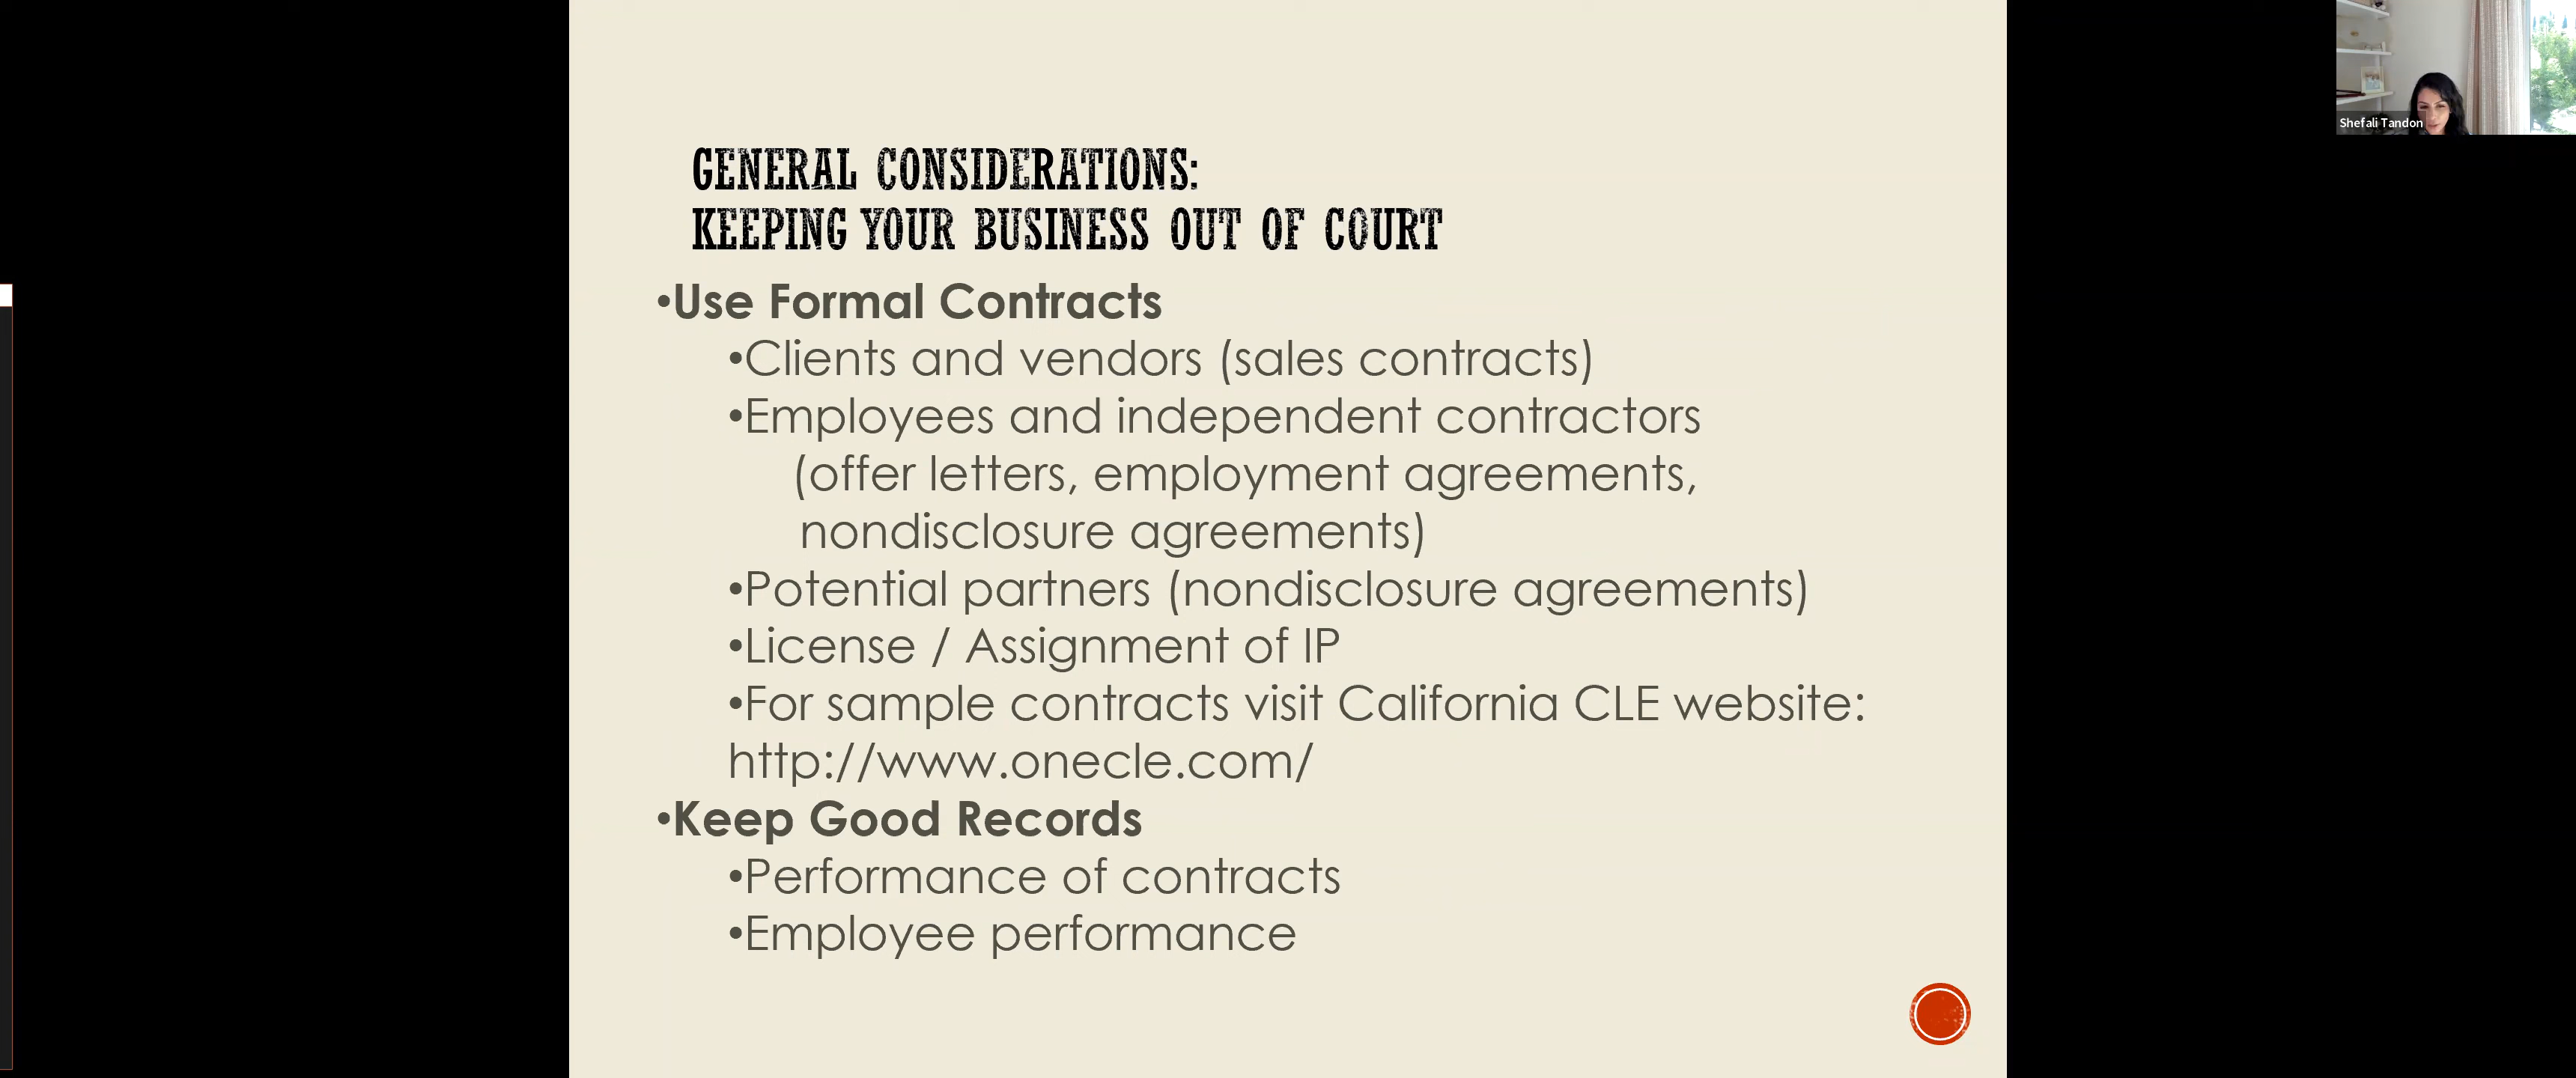 GENERAL CONSIDERATIONS:
KEEPING YOUR BUSINESS OUT OF COURT
•Use Formal Contracts
•Clients and vendors (sales contracts)
•Employees and independent contractors
(offer letters, employment agreements,
nondisclosure agreements)
•Potential partners (nondisclosure agreements)
•License / Assignment of IP
•For sample contracts visit California CLE website:
http://www.onecle.com/
•Keep Good Records
•Performance of contracts
•Employee performance
Shefali Tandon